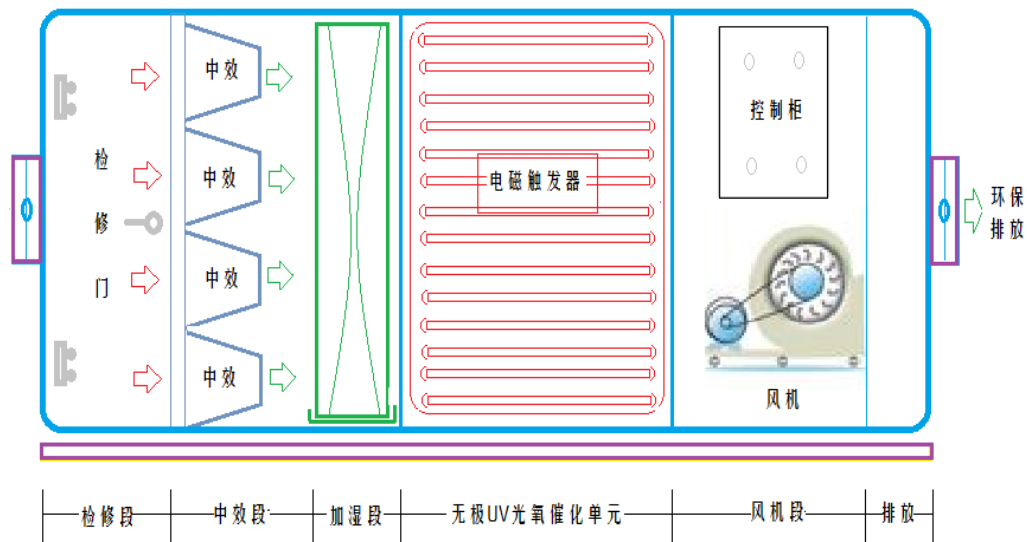 中效
中效
中效
中效
检
修
门
电磁触发器
控制柜
风机
环保
排放
检修段
中效段
加湿段
无极UV光氧催化单元
风机段
排放